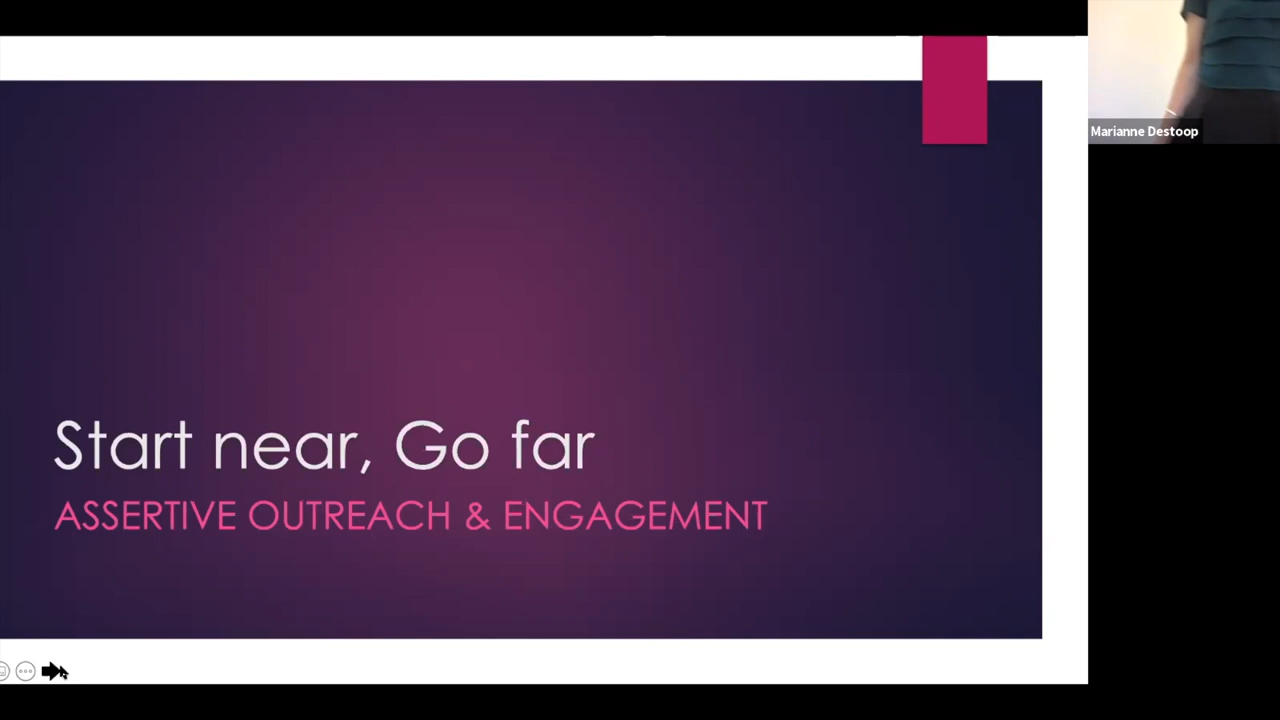 Marianne Destoop
Start near, Go far
ASSERTIVE OUTREACH & ENGAGEMENT